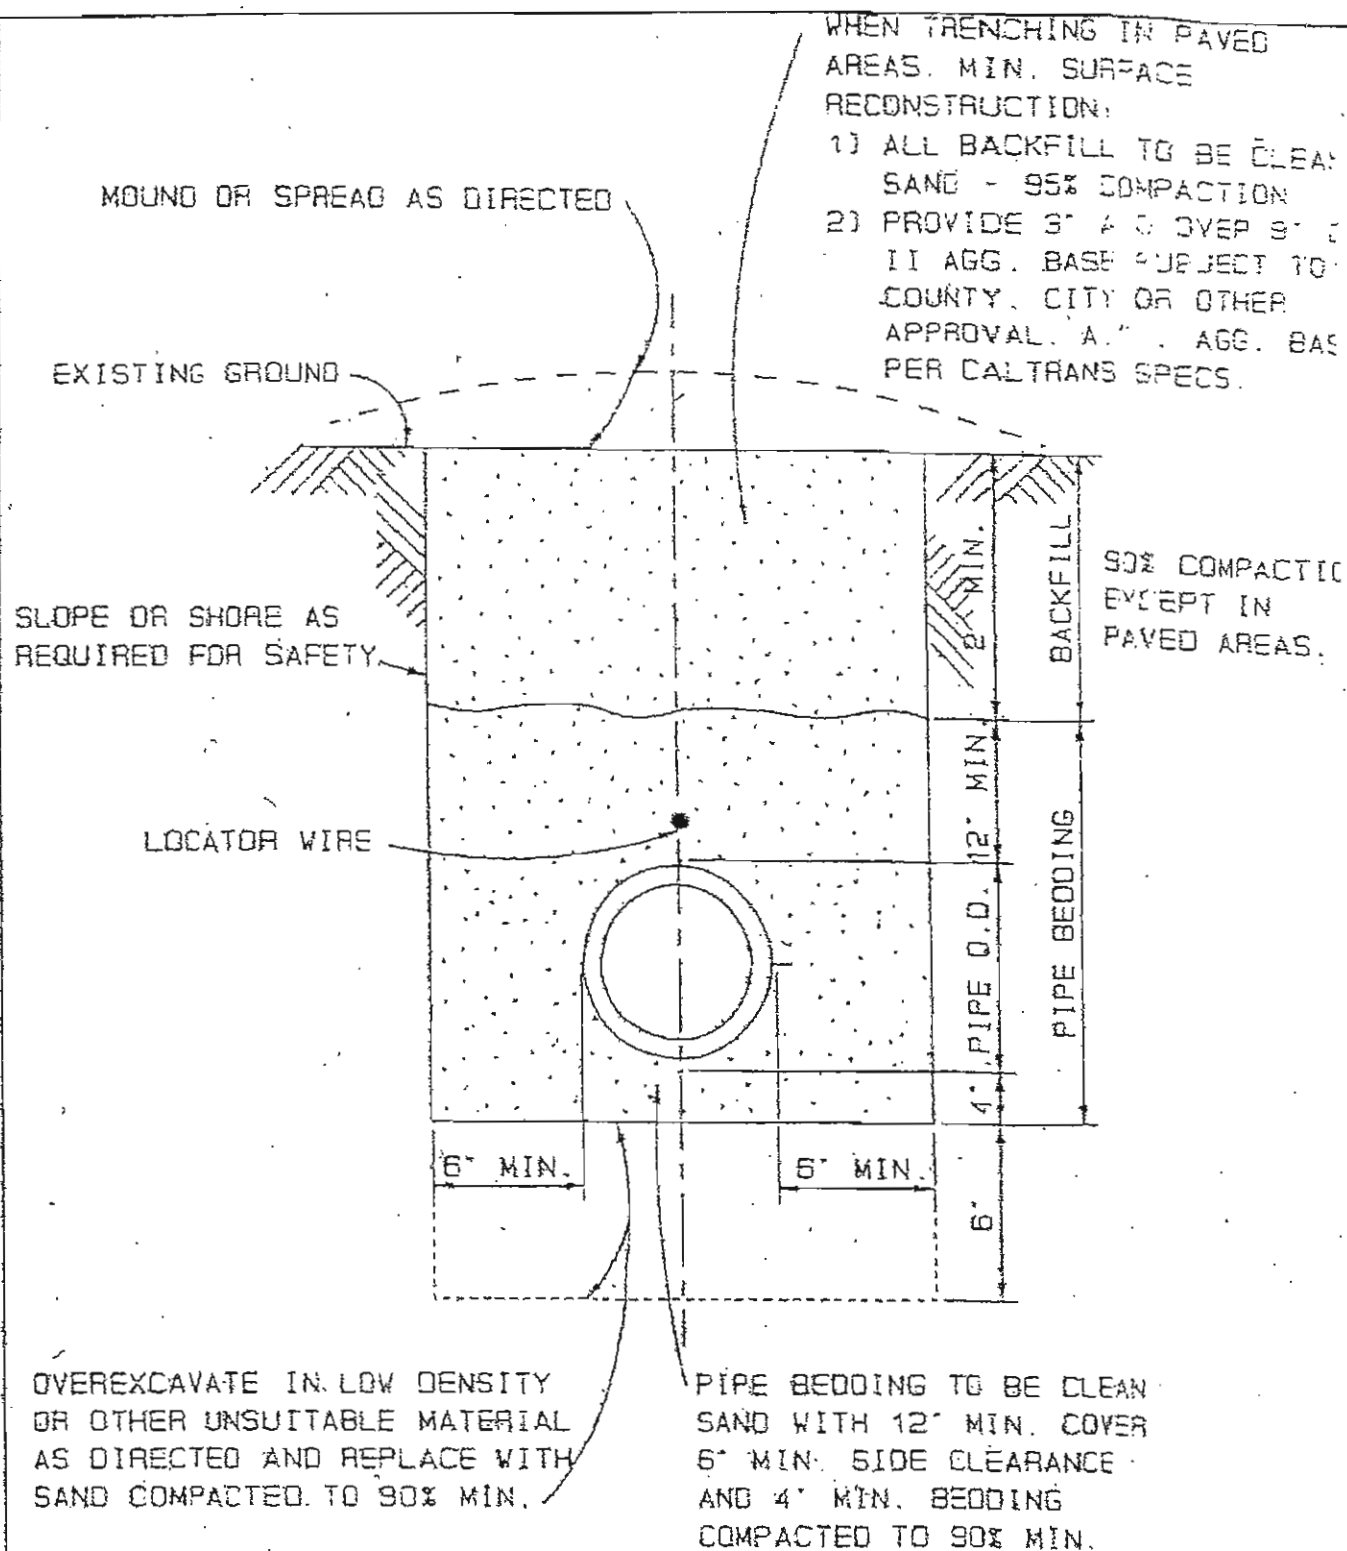 WHEN TRENCHING IN PAVED
AREAS. MIN. SURFACE
RECONSTRUCTION:
1) ALL BACKFILL TO BE CLEAN
SAND - 95% COMPACTION
2) PROVIDE 3" OVER
II AGG. BASE SUBJECT TO
COUNTY, CITY OR OTHER
APPROVAL. AGG. BAS
PER CALTRANS SPECS.
MOUND OR SPREAD AS DIRECTED
EXISTING GROUND
SLOPE OR SHORE AS
REQUIRED FOR SAFETY
2' MIN.
BACKFILL
90% COMPACTIO
EXCEPT IN
PAVED AREAS.
LOCATOR WIRE
12" MIN.
PIPE O.D.
4"
PIPE BEDDING
6" MIN.
6" MIN.
6"
OVEREXCAVATE IN LOW DENSITY
OR OTHER UNSUITABLE MATERIAL
AS DIRECTED AND REPLACE WITH
SAND COMPACTED TO 90% MIN.
PIPE BEDDING TO BE CLEAN
SAND WITH 12" MIN. COVER
6" MIN. SIDE CLEARANCE
AND 4" MIN. BEDDING
COMPACTED TO 90% MIN.